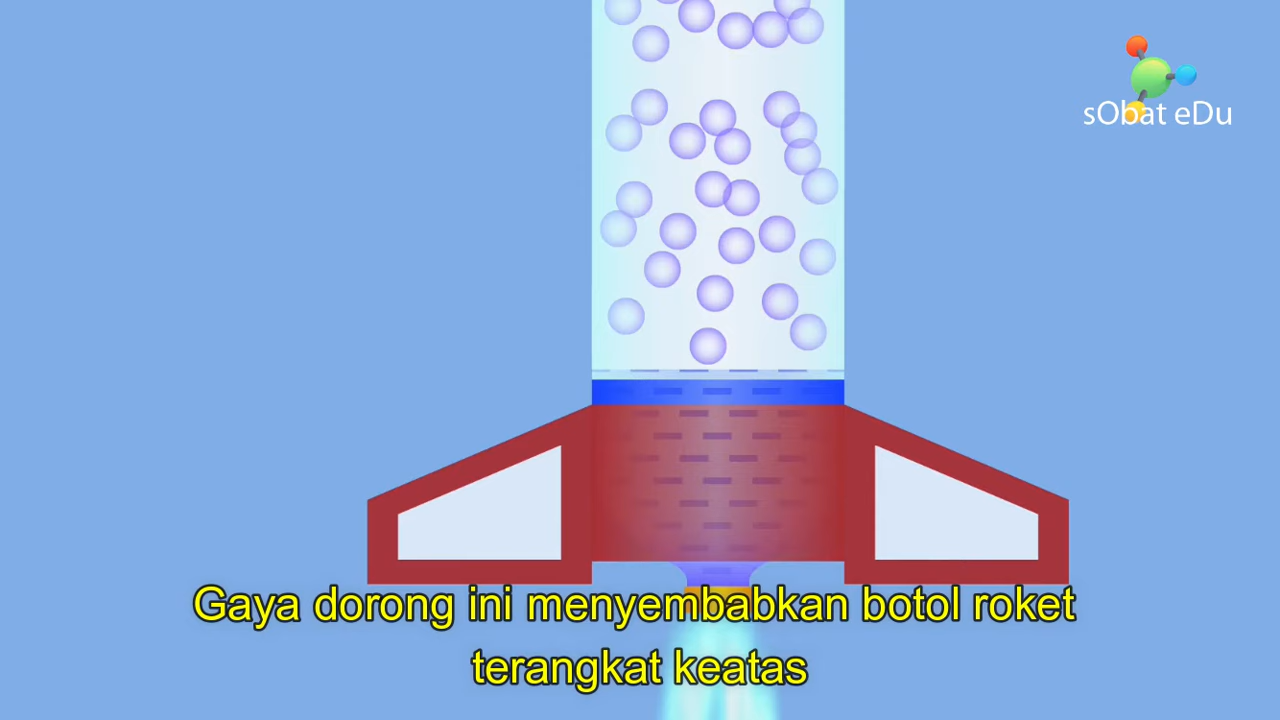 sObat eDu
Gaya dorong ini menyembabkan botol roket
terangkat keatas